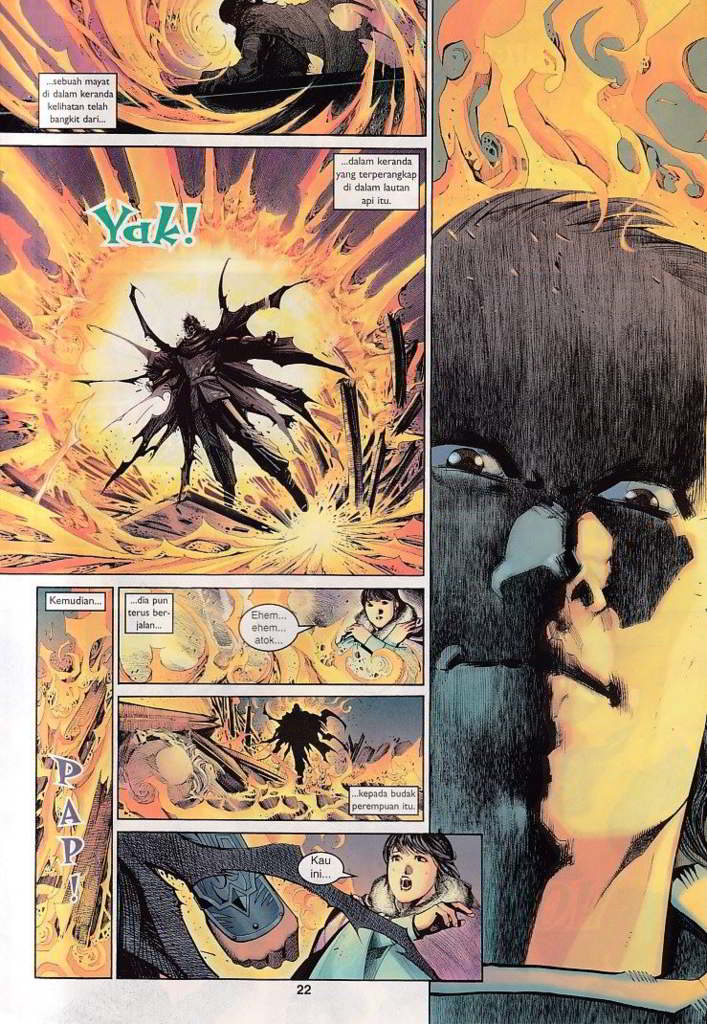 ...sebuah mayat
di dalam keranda
kelihatan telah
bangkit dari...
...dalam keranda
yang terperangkap
di dalam lautan
api itu.
Yak!
Kemudian...
PAP!
...dia pun
terus ber-
jalan...
Ehem...
ehem...
atok...
...kepada budak
perempuan itu.
Kau
ini...
22